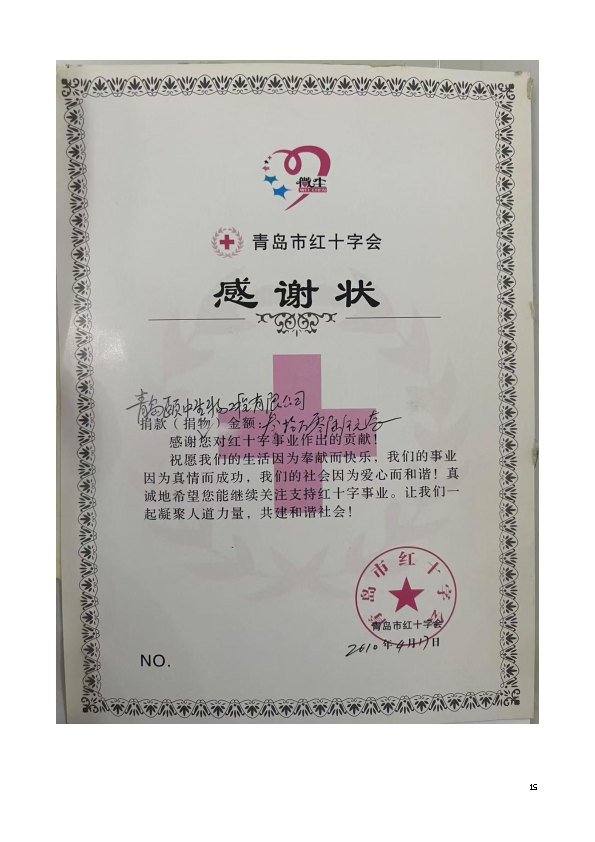 微生
青岛市红十字会
感谢状
青岛颐中生物工程有限公司
捐款（捐物）金额:
感谢您对红十字事业作出的贡献！
祝愿我们的生活因为奉献而快乐，我们的事业
因为真情而成功，我们的社会因为爱心而和谐！真
诚地希望您能继续关注支持红十字事业。让我们一
起凝聚人道力量，共建和谐社会！
青岛市红十字会
青岛市红十字会
2010年4月17日
NO.
15